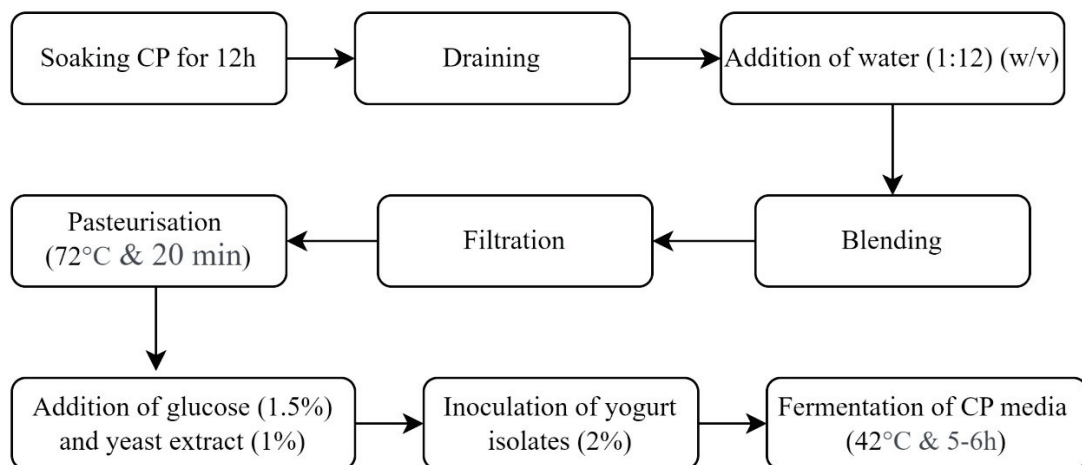 Soaking CP for 12h
Draining
Addition of water (1:12) (w/v)
Blending
Filtration
Pasteurisation
(72°C & 20 min)
Addition of glucose (1.5%)
and yeast extract (1%)
Inoculation of yogurt
isolates (2%)
Fermentation of CP media
(42°C & 5-6h)